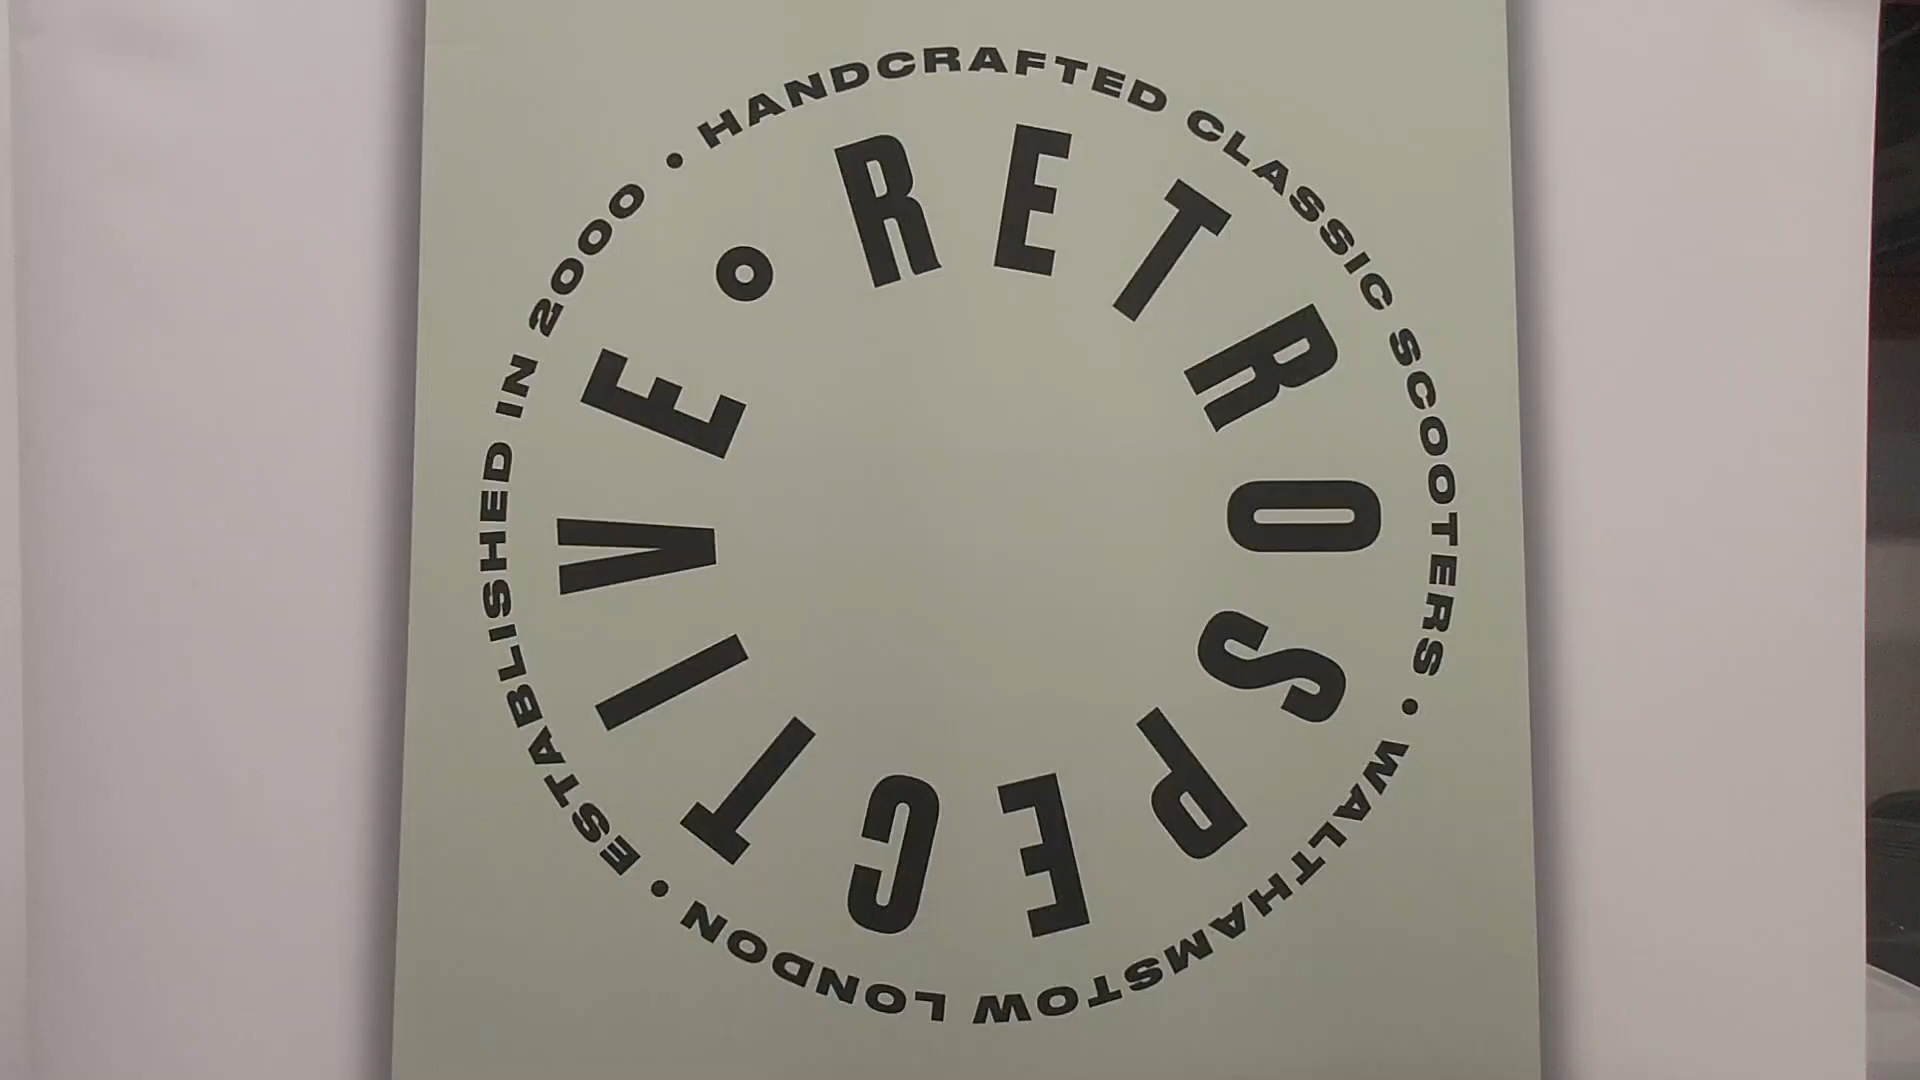 HANDCRAFTED CLASSIC SCOOTERS • WALTHAMSTOW LONDON • ESTABLISHED IN 2000 •
RETROSPECTIVE